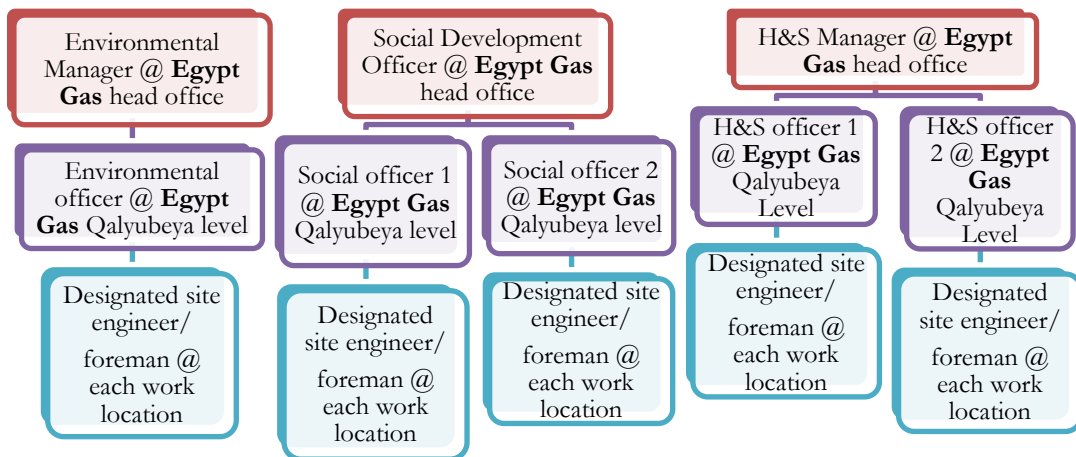 Environmental
Manager @ Egypt
Gas head office
Social Development
Officer @ Egypt Gas
head office
H&S Manager @ Egypt
Gas head office
Environmental
officer @ Egypt
Gas Qalyubeya level
Social officer 1
@ Egypt Gas
Qalyubeya level
Social officer 2
@ Egypt Gas
Qalyubeya level
H&S officer 1
@ Egypt Gas
Qalyubeya
Level
H&S officer
2 @ Egypt
Gas
Qalyubeya
Level
Designated site
engineer/
foreman @
each work
location
Designated
site engineer/
foreman @
each work
location
Designated site
engineer/
foreman @
each work
location
Designated site
engineer/
foreman @
each work
location
Designated site
engineer/
foreman @
each work
location